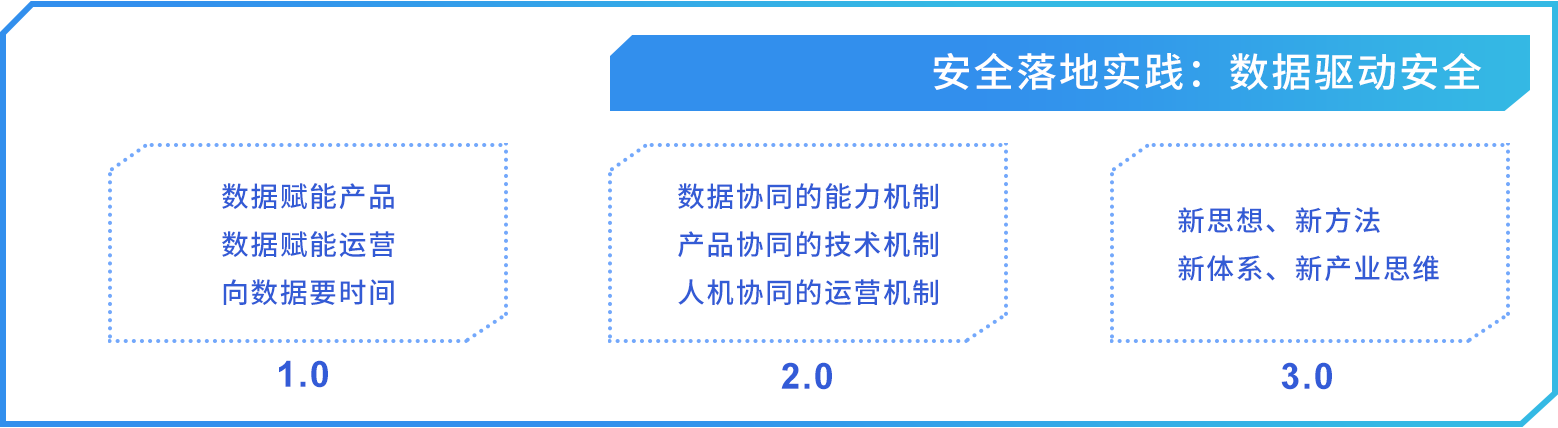 安全落地实践：数据驱动安全
数据赋能产品
数据赋能运营
向数据要时间
1.0
数据协同的能力机制
产品协同的技术机制
人机协同的运营机制
2.0
新思想、新方法
新体系、新产业思维
3.0